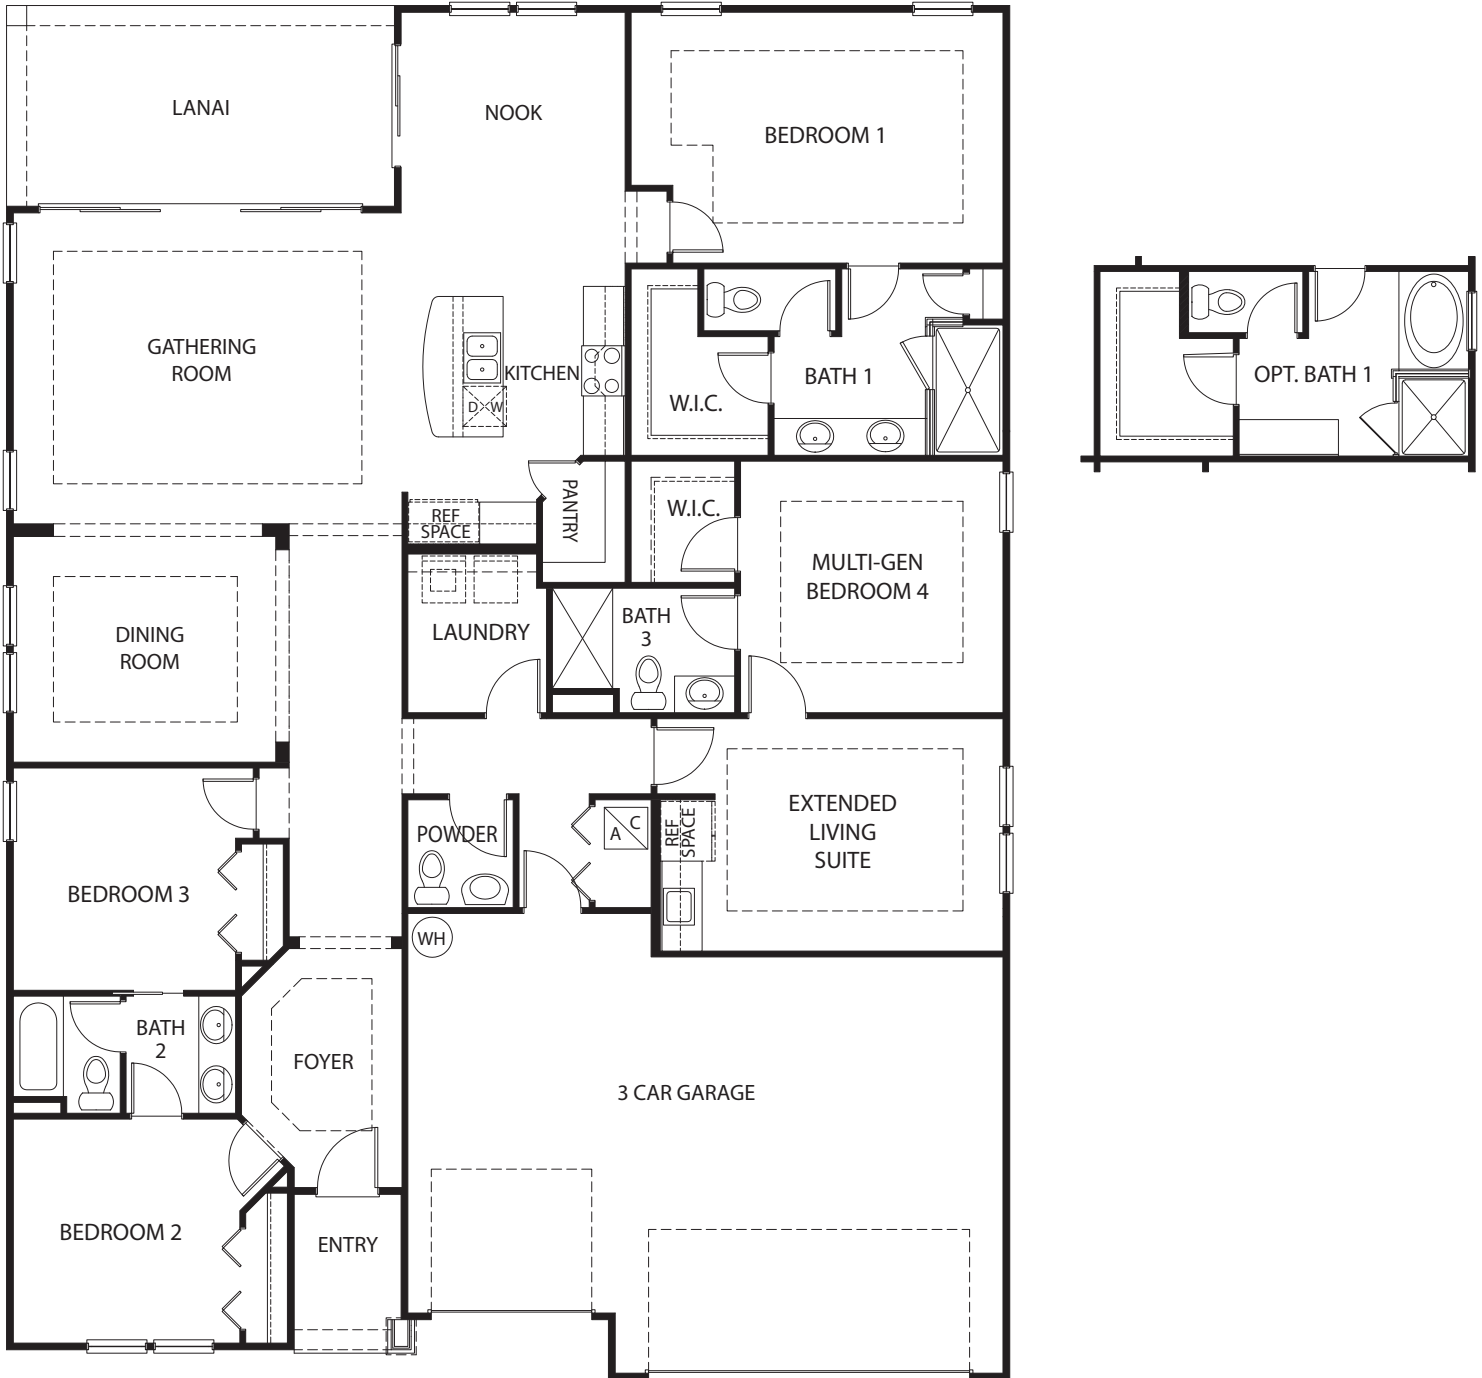 LANAI
NOOK
BEDROOM 1
GATHERING
ROOM
KITCHEN
D W
W.I.C.
BATH 1
OPT. BATH 1
REF
SPACE
PANTRY
W.I.C.
MULTI-GEN
BEDROOM 4
DINING
ROOM
LAUNDRY
BATH
3
POWDER
A C
REF
SPACE
EXTENDED
LIVING
SUITE
BEDROOM 3
WH
BATH
2
FOYER
3 CAR GARAGE
BEDROOM 2
ENTRY